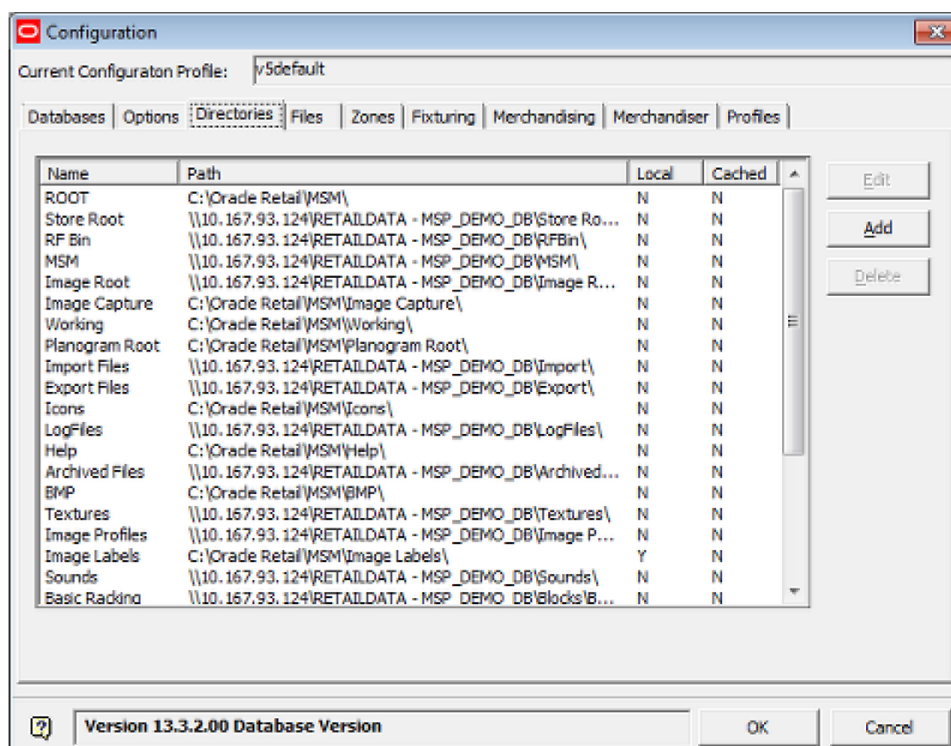 Configuration
Current Configuraton Profile: v5default
Databases Options Directories Files Zones Fixturing Merchandising Merchandiser Profiles
Name Path Local Cached
ROOT C:\Oracle Retail\MSM\ N N
Store Root \\10.167.93.124\RETAILDATA - MSP_DEMO_DB\Store Ro... N N
RF Bin \\10.167.93.124\RETAILDATA - MSP_DEMO_DB\RFBin\ N N
MSM \\10.167.93.124\RETAILDATA - MSP_DEMO_DB\MSM\ N N
Image Root \\10.167.93.124\RETAILDATA - MSP_DEMO_DB\Image R... N N
Image Capture C:\Oracle Retail\MSM\Image Capture\ N N
Working C:\Oracle Retail\MSM\Working\ N N
Planogram Root C:\Oracle Retail\MSM\Planogram Root\ N N
Import Files \\10.167.93.124\RETAILDATA - MSP_DEMO_DB\Import\ N N
Export Files \\10.167.93.124\RETAILDATA - MSP_DEMO_DB\Export\ N N
Icons C:\Oracle Retail\MSM\Icons\ N N
LogFiles \\10.167.93.124\RETAILDATA - MSP_DEMO_DB\LogFiles\ N N
Help C:\Oracle Retail\MSM\Help\ N N
Archived Files \\10.167.93.124\RETAILDATA - MSP_DEMO_DB\Archived... N N
BMP C:\Oracle Retail\MSM\BMP\ N N
Textures \\10.167.93.124\RETAILDATA - MSP_DEMO_DB\Textures\ N N
Image Profiles \\10.167.93.124\RETAILDATA - MSP_DEMO_DB\Image P... N N
Image Labels C:\Oracle Retail\MSM\Image Labels\ Y N
Sounds \\10.167.93.124\RETAILDATA - MSP_DEMO_DB\Sounds\ N N
Basic Racking \\10.167.93.124\RETAILDATA - MSP_DEMO_DB\Blocks\B... N N
Edit
Add
Delete
Version 13.3.2.00 Database Version
OK Cancel